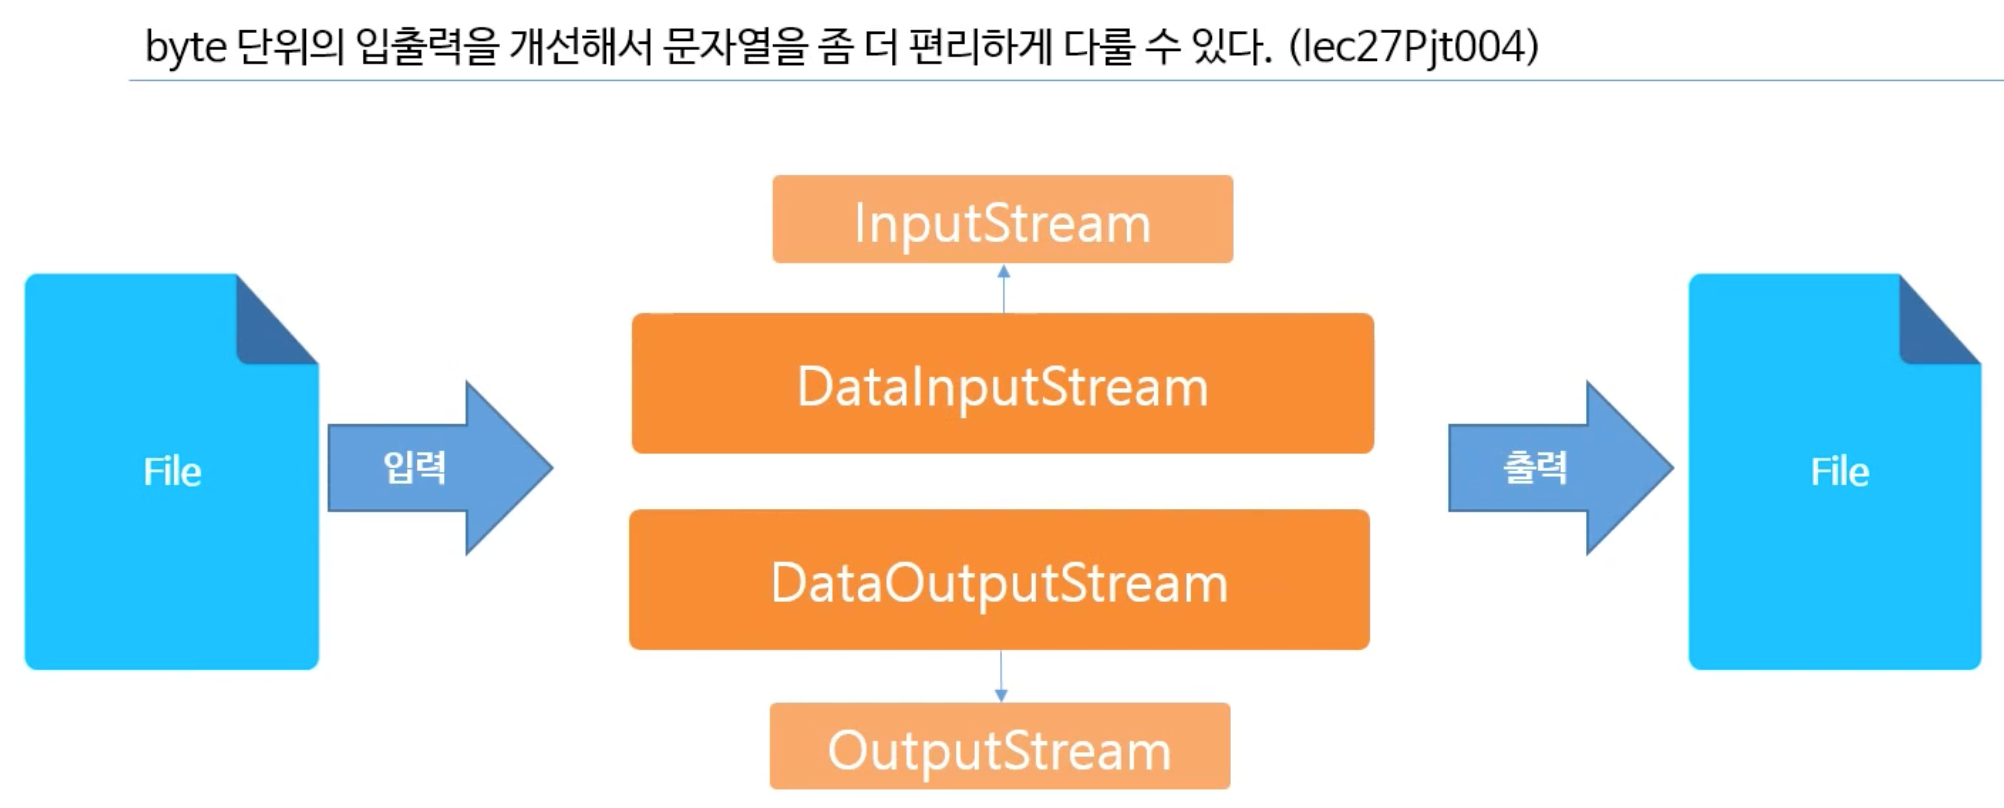 byte 단위의 입출력을 개선해서 문자열을 좀 더 편리하게 다룰 수 있다. (lec27Pjt004)
InputStream
DataInputStream
File
입력
출력
File
DataOutputStream
OutputStream